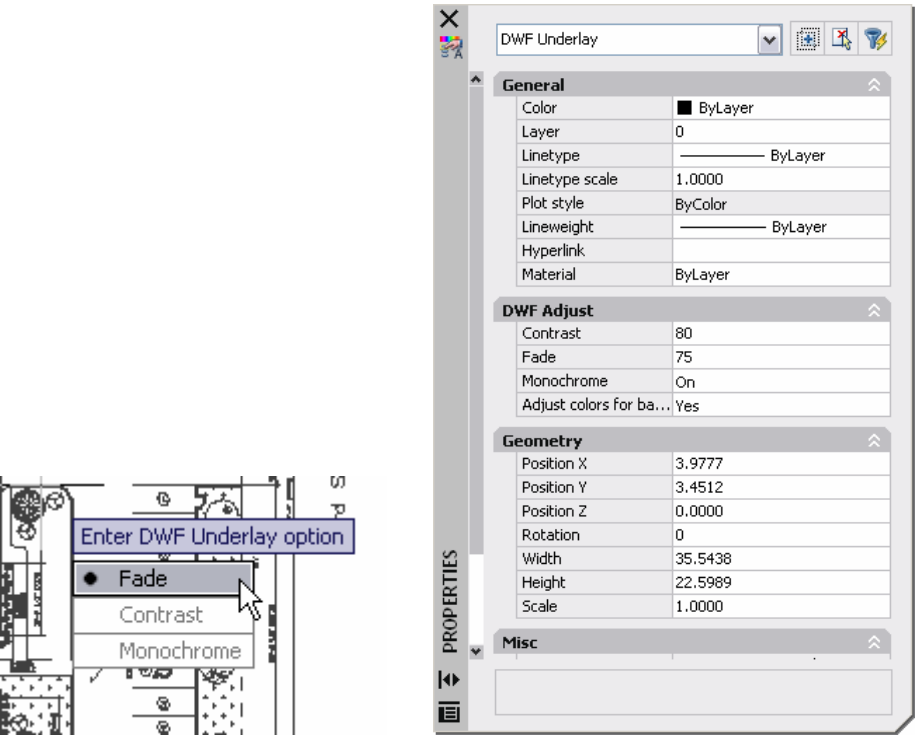 S P
Enter DWF Underlay option
Fade
Contrast
Monochrome
DWF Underlay
General
Color ByLayer
Layer 0
Linetype ByLayer
Linetype scale 1.0000
Plot style ByColor
Lineweight ByLayer
Hyperlink
Material ByLayer
DWF Adjust
Contrast 80
Fade 75
Monochrome On
Adjust colors for ba... Yes
Geometry
Position X 3.9777
Position Y 3.4512
Position Z 0.0000
Rotation 0
Width 35.5438
Height 22.5989
Scale 1.0000
Misc
PROPERTIES